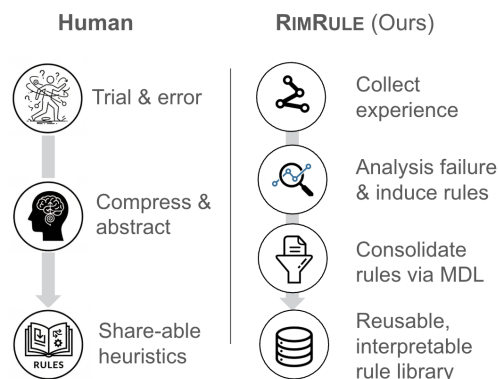 Human
Trial & error
Compress &
abstract
RULES
Share-able
heuristics
RIMRULE (Ours)
Collect
experience
Analysis failure
& induce rules
Consolidate
rules via MDL
Reusable,
interpretable
rule library